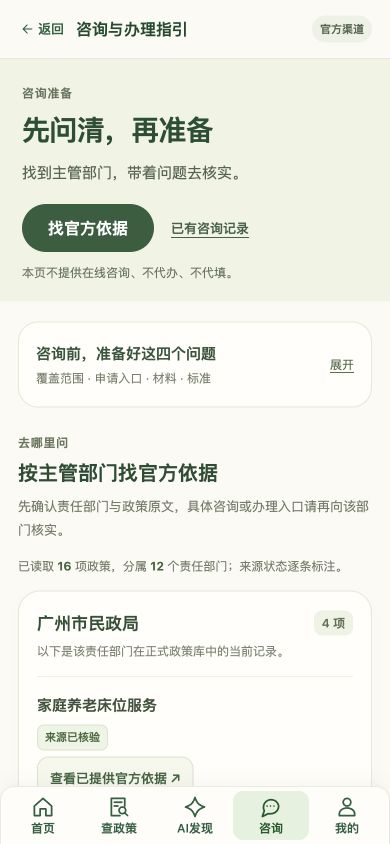 ← 返回 咨询与办理指引 官方渠道
咨询准备
先问清，再准备
找到主管部门，带着问题去核实。
找官方依据 已有咨询记录
本页不提供在线咨询、不代办、不代填。
咨询前，准备好这四个问题
覆盖范围 · 申请入口 · 材料 · 标准
展开
去哪里问
按主管部门找官方依据
先确认责任部门与政策原文，具体咨询或办理入口请再向该部
门核实。
已读取 16 项政策，分属 12 个责任部门；来源状态逐条标注。
广州市民政局 4 项
以下是该责任部门在正式政策库中的当前记录。
家庭养老床位服务
来源已核验
查看已提供官方依据 ↗
首页 查政策 AI发现 咨询 我的